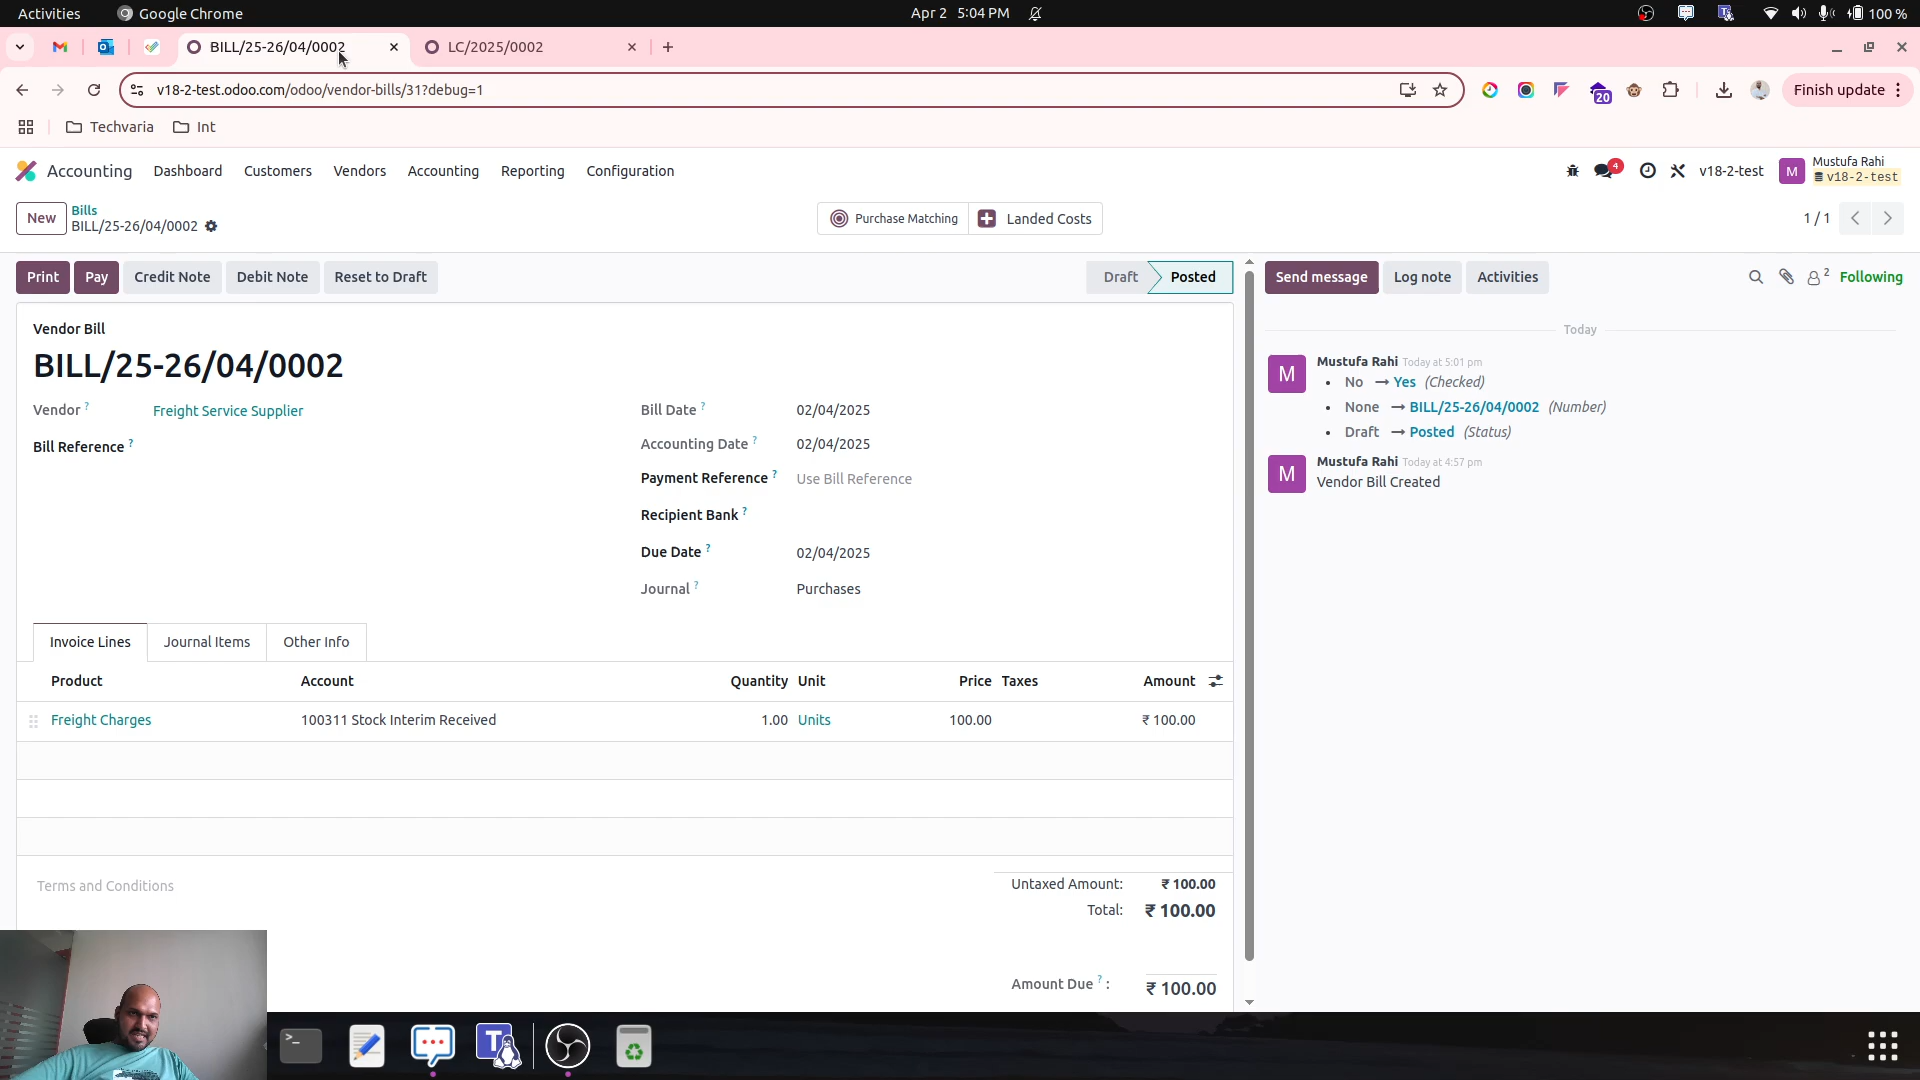 Activities Google Chrome Apr 2 5:04 PM 100 %
BILL/25-26/04/0002 LC/2025/0002
v18-2-test.odoo.com/odoo/vendor-bills/31?debug=1 20 Finish update
Techvaria Int
Accounting Dashboard Customers Vendors Accounting Reporting Configuration 4 v18-2-test M Mustufa Rahi
v18-2-test
New Bills
BILL/25-26/04/0002 Purchase Matching Landed Costs 1 / 1
Print Pay Credit Note Debit Note Reset to Draft Draft Posted Send message Log note Activities 2 Following
Vendor Bill
BILL/25-26/04/0002
Vendor ? Freight Service Supplier
Bill Reference ?
Bill Date ? 02/04/2025
Accounting Date ? 02/04/2025
Payment Reference ? Use Bill Reference
Recipient Bank ?
Due Date ? 02/04/2025
Journal ? Purchases
Invoice Lines Journal Items Other Info
Product Account Quantity Unit Price Taxes Amount
Freight Charges 100311 Stock Interim Received 1.00 Units 100.00 ₹ 100.00
Terms and Conditions
Untaxed Amount: ₹ 100.00
Total: ₹ 100.00
Amount Due ? : ₹ 100.00
Today
M Mustufa Rahi Today at 5:01 pm
• No → Yes (Checked)
• None → BILL/25-26/04/0002 (Number)
• Draft → Posted (Status)
M Mustufa Rahi Today at 4:57 pm
Vendor Bill Created